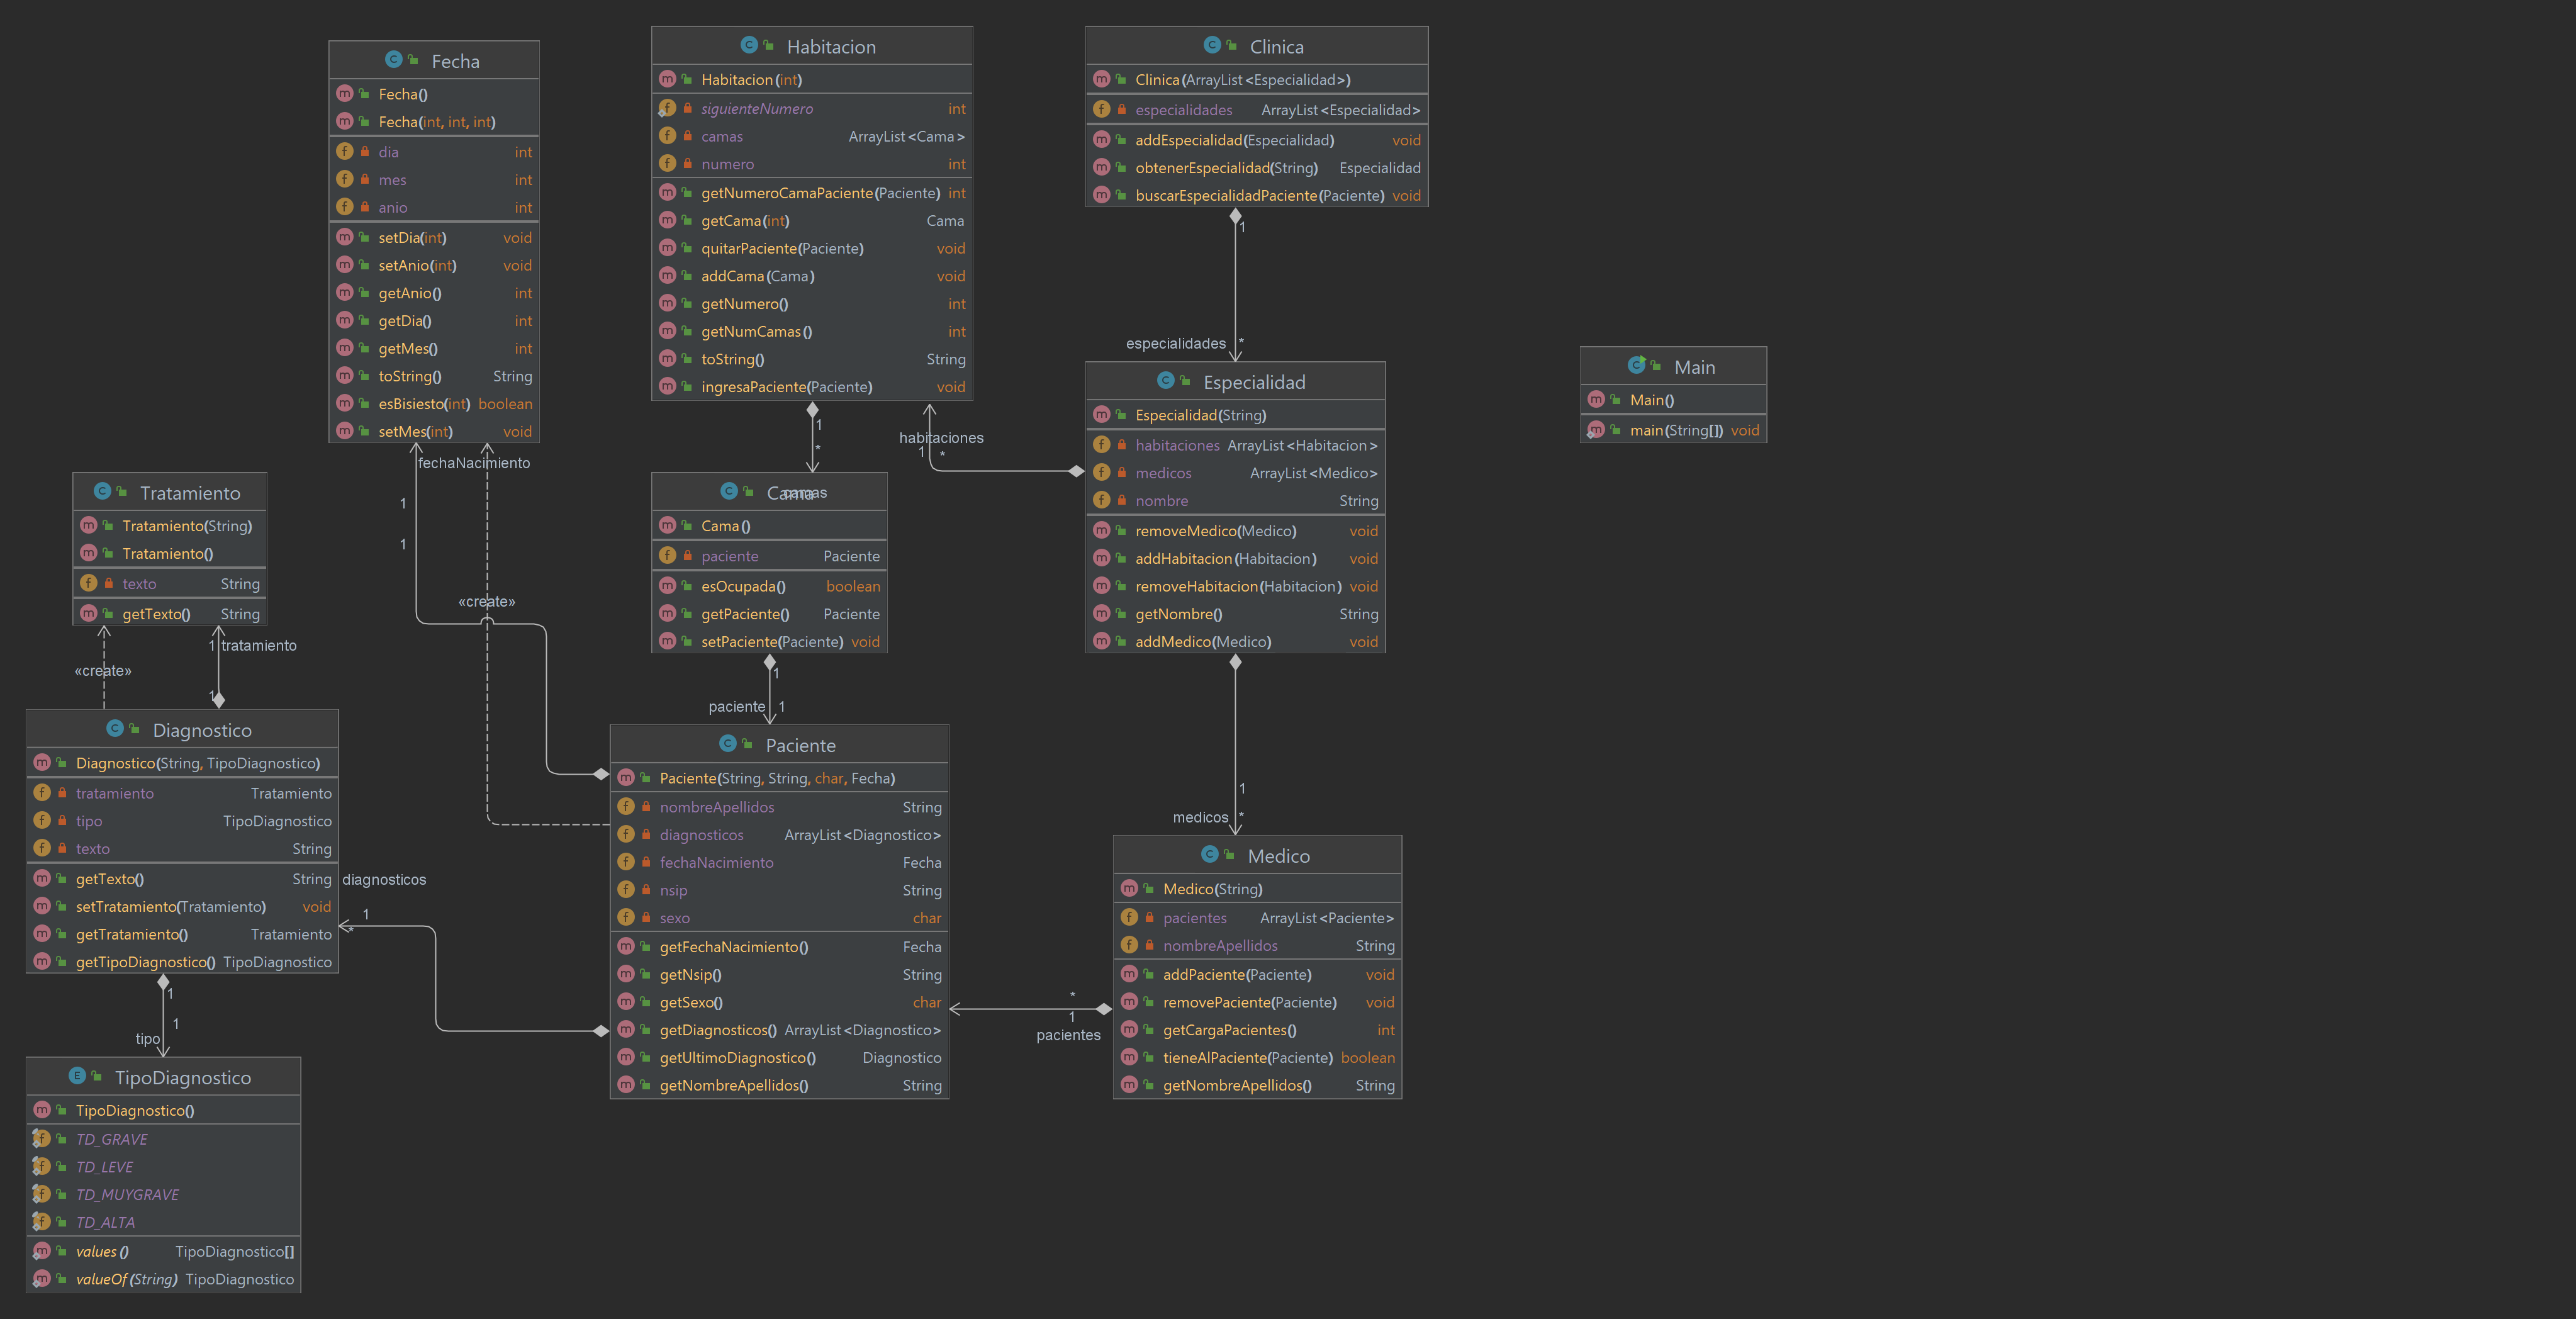 Fecha
Fecha()
Fecha(int, int, int)
dia int
mes int
anio int
setDia(int) void
setAnio(int) void
getAnio() int
getDia() int
getMes() int
toString() String
esBisiesto(int) boolean
setMes(int) void
Habitacion
Habitacion(int)
siguienteNumero int
camas ArrayList<Cama>
numero int
getNumeroCamaPaciente(Paciente) int
getCama(int) Cama
quitarPaciente(Paciente) void
addCama(Cama) void
getNumero() int
getNumCamas() int
toString() String
ingresaPaciente(Paciente) void
Clinica
Clinica(ArrayList<Especialidad>)
especialidades ArrayList<Especialidad>
addEspecialidad(Especialidad) void
obtenerEspecialidad(String) Especialidad
buscarEspecialidadPaciente(Paciente) void
1
especialidades *
Especialidad
Especialidad(String)
habitaciones ArrayList<Habitacion>
medicos ArrayList<Medico>
nombre String
removeMedico(Medico) void
addHabitacion(Habitacion) void
removeHabitacion(Habitacion) void
getNombre() String
addMedico(Medico) void
Main
Main()
main(String[]) void
habitaciones
1 *
1
*
camas
Cama
Cama()
paciente Paciente
esOcupada() boolean
getPaciente() Paciente
setPaciente(Paciente) void
fechaNacimiento
1
1
«create»
Tratamiento
Tratamiento(String)
Tratamiento()
texto String
getTexto() String
1 tratamiento
«create»
1
Diagnostico
Diagnostico(String, TipoDiagnostico)
tratamiento Tratamiento
tipo TipoDiagnostico
texto String
getTexto() String
setTratamiento(Tratamiento) void
getTratamiento() Tratamiento
getTipoDiagnostico() TipoDiagnostico
diagnosticos
1
*
1
paciente 1
Paciente
Paciente(String, String, char, Fecha)
nombreApellidos String
diagnosticos ArrayList<Diagnostico>
fechaNacimiento Fecha
nsip String
sexo char
getFechaNacimiento() Fecha
getNsip() String
getSexo() char
getDiagnosticos() ArrayList<Diagnostico>
getUltimoDiagnostico() Diagnostico
getNombreApellidos() String
1
medicos *
Medico
Medico(String)
pacientes ArrayList<Paciente>
nombreApellidos String
addPaciente(Paciente) void
removePaciente(Paciente) void
getCargaPacientes() int
tieneAlPaciente(Paciente) boolean
getNombreApellidos() String
*
1
pacientes
1
1
tipo
TipoDiagnostico
TipoDiagnostico()
TD_GRAVE
TD_LEVE
TD_MUYGRAVE
TD_ALTA
values() TipoDiagnostico[]
valueOf(String) TipoDiagnostico